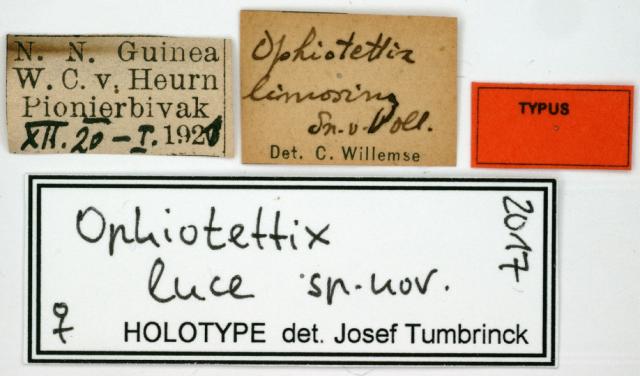 N. N. Guinea
W. C. v. Heurn
Pionierbivak
XII.20-I.1921
Ophiotettix
limosina
Sn.v.Voll.
Det. C. Willemse
TYPUS
Ophiotettix
luce sp.nov.
♀
HOLOTYPE det. Josef Tumbrinck
2017